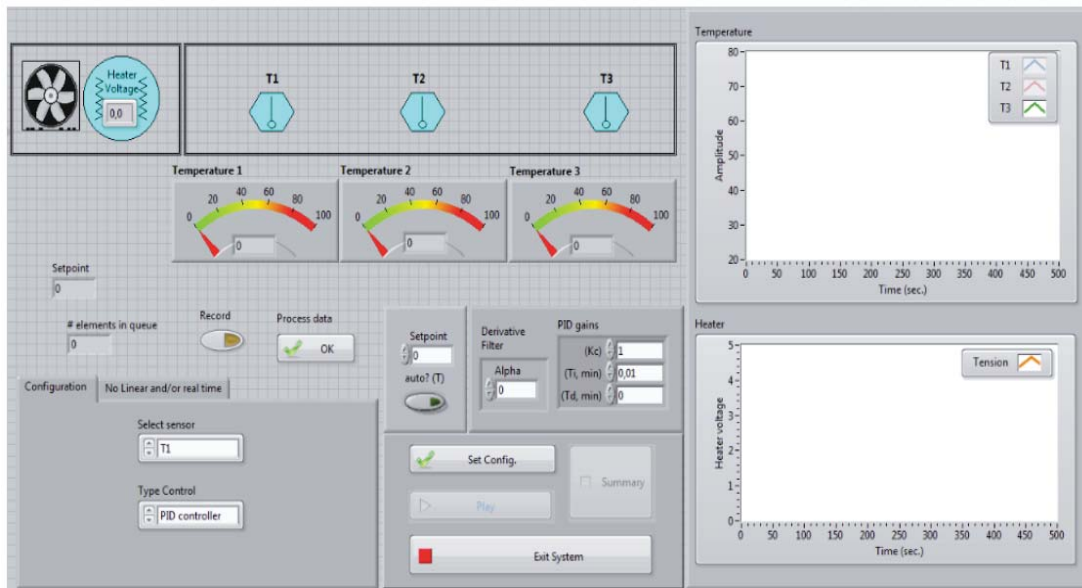 Heater
Voltage
0,0
T1
T2
T3
Temperature 1
0 20 40 60 80 100
0
Temperature 2
0 20 40 60 80 100
0
Temperature 3
0 20 40 60 80 100
0
Setpoint
0
# elements in queue
0
Record
Process data
OK
Setpoint
0
auto? (T)
Derivative
Filter
Alpha
0
PID gains
(Kc) 1
(Ti, min) 0,01
(Td, min) 0
Configuration
No Linear and/or real time
Select sensor
T1
Type Control
PID controller
Set Config.
Play
Summary
Exit System
Temperature
T1
T2
T3
Amplitude
80
70
60
50
40
30
20
0 50 100 150 200 250 300 350 400 450 500
Time (sec.)
Heater
Tension
Heater voltage
5
4
3
2
1
0
0 50 100 150 200 250 300 350 400 450 500
Time (sec.)